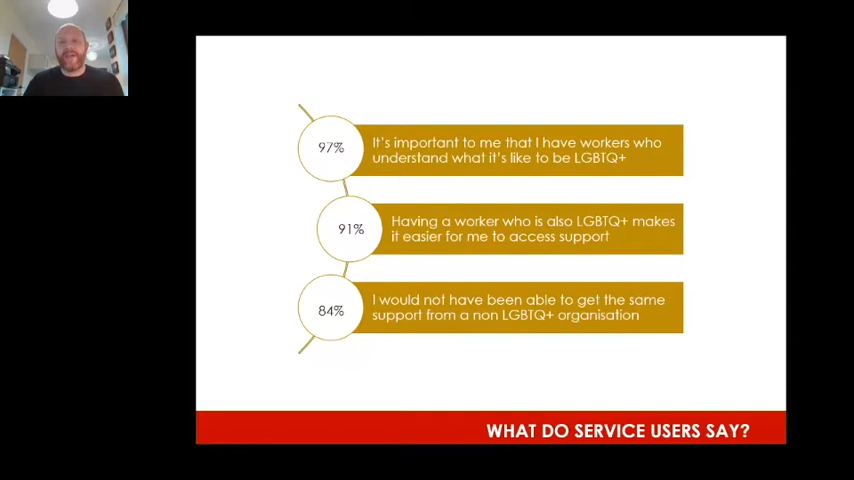 97%
It's important to me that I have workers who
understand what it's like to be LGBTQ+
91%
Having a worker who is also LGBTQ+ makes
it easier for me to access support
84%
I would not have been able to get the same
support from a non LGBTQ+ organisation
WHAT DO SERVICE USERS SAY?